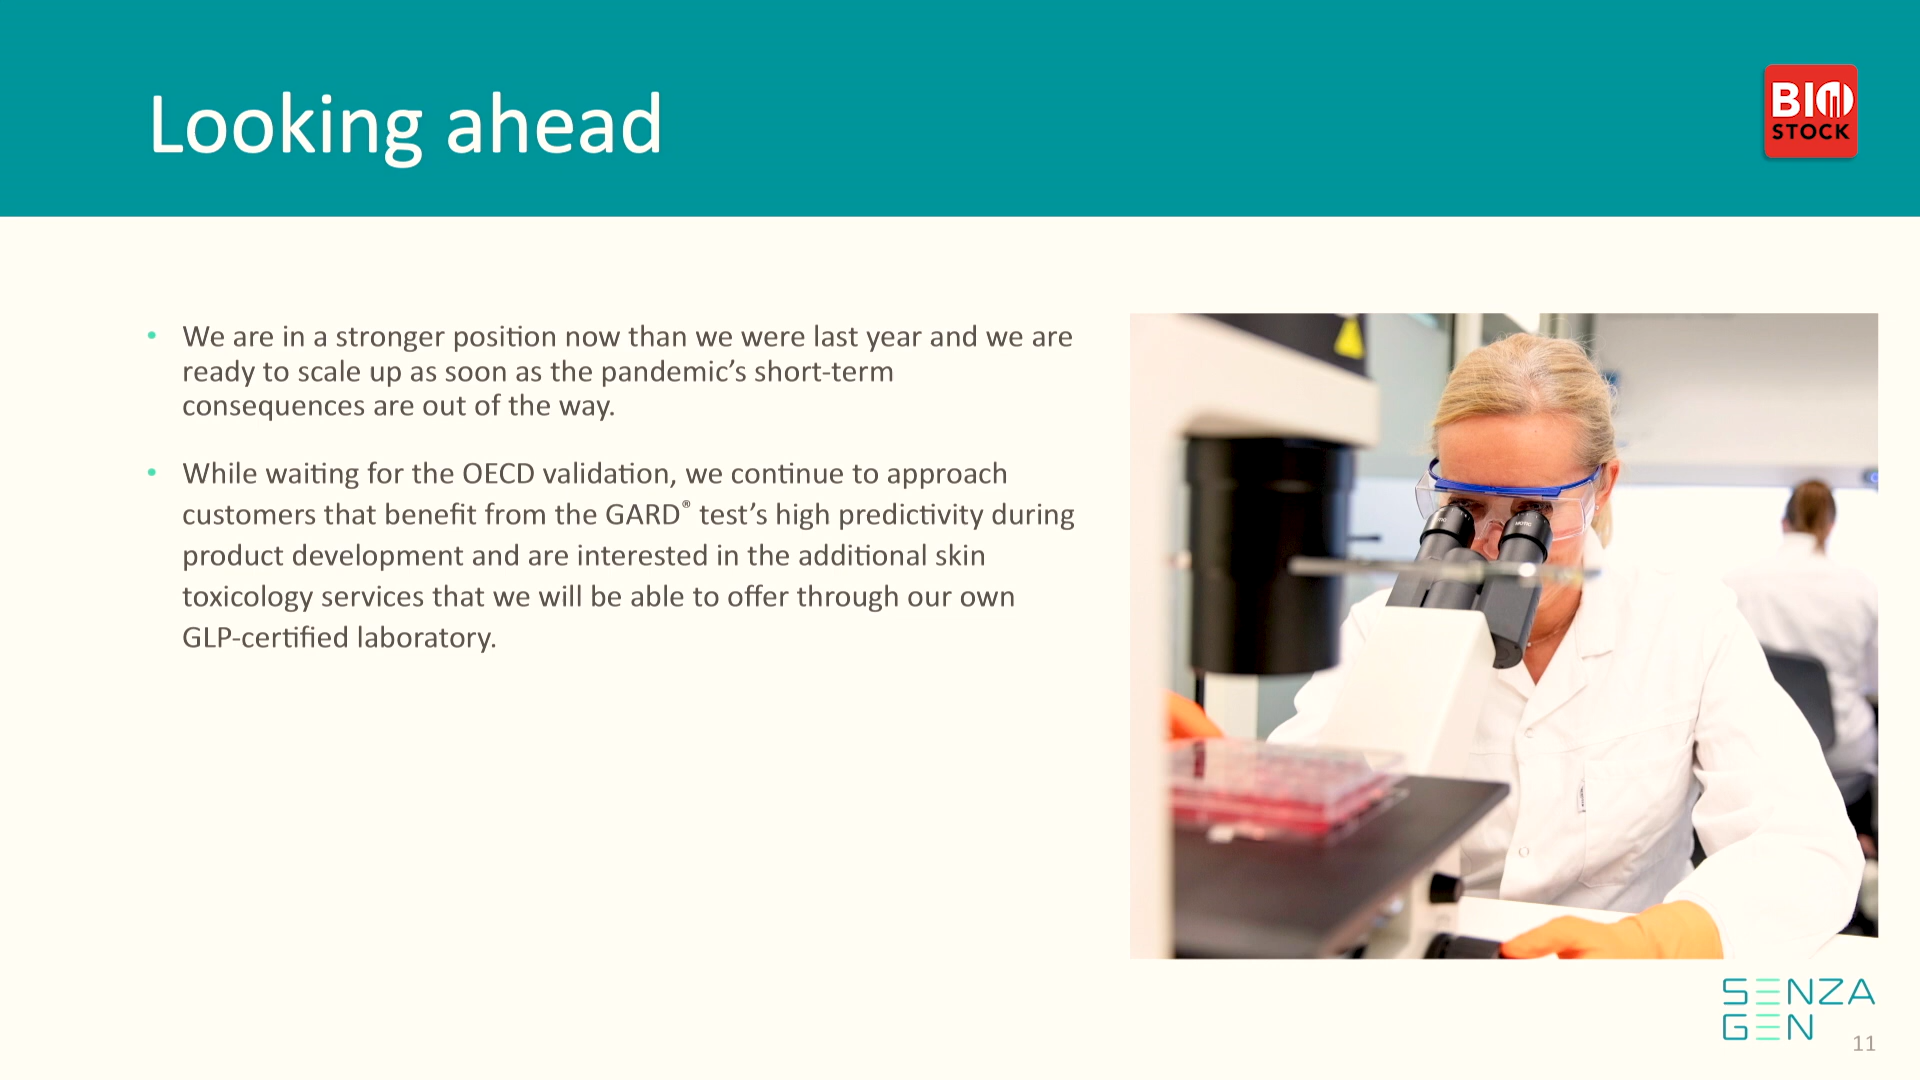 Looking ahead
BIO
STOCK
• We are in a stronger position now than we were last year and we are
ready to scale up as soon as the pandemic’s short-term
consequences are out of the way.
• While waiting for the OECD validation, we continue to approach
customers that benefit from the GARD® test’s high predictivity during
product development and are interested in the additional skin
toxicology services that we will be able to offer through our own
GLP-certified laboratory.
SENZA
GEN
11